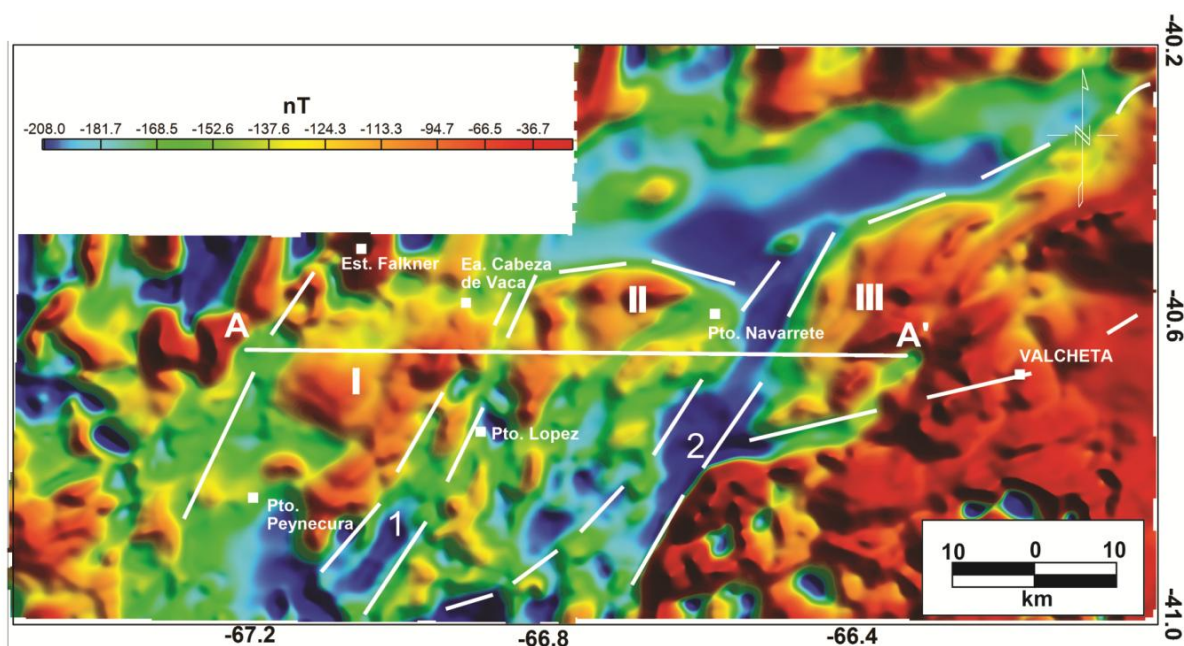 -40.2
nT
-208.0 -181.7 -168.5 -152.6 -137.6 -124.3 -113.3 -94.7 -66.5 -36.7
N
Est. Falkner
Ea. Cabeza
de Vaca
II
III
Pto. Navarrete
A
A'
-40.6
VALCHETA
I
Pto. Lopez
2
Pto.
Peynecura
1
10 0 10
km
-41.0
-67.2 -66.8 -66.4